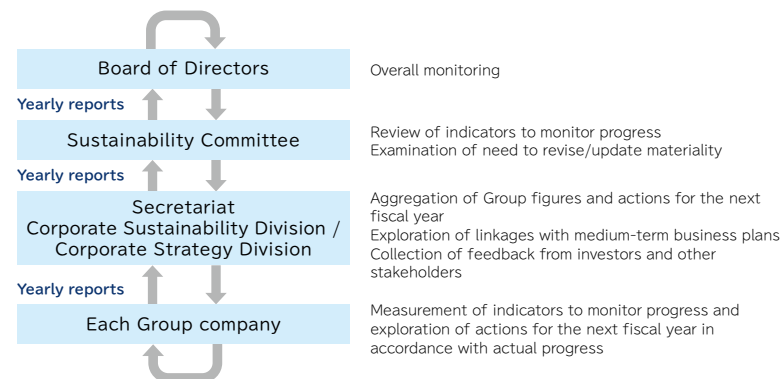 Board of Directors
Overall monitoring
Yearly reports
Sustainability Committee
Review of indicators to monitor progress
Examination of need to revise/update materiality
Yearly reports
Secretariat
Corporate Sustainability Division /
Corporate Strategy Division
Aggregation of Group figures and actions for the next
fiscal year
Exploration of linkages with medium-term business plans
Collection of feedback from investors and other
stakeholders
Yearly reports
Each Group company
Measurement of indicators to monitor progress and
exploration of actions for the next fiscal year in
accordance with actual progress